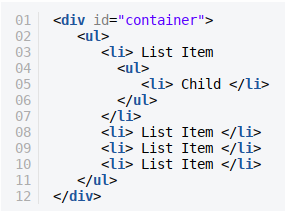 01 <div id="container">
02 <ul>
03 <li> List Item
04 <ul>
05 <li> Child </li>
06 </ul>
07 </li>
08 <li> List Item </li>
09 <li> List Item </li>
10 <li> List Item </li>
11 </ul>
12 </div>